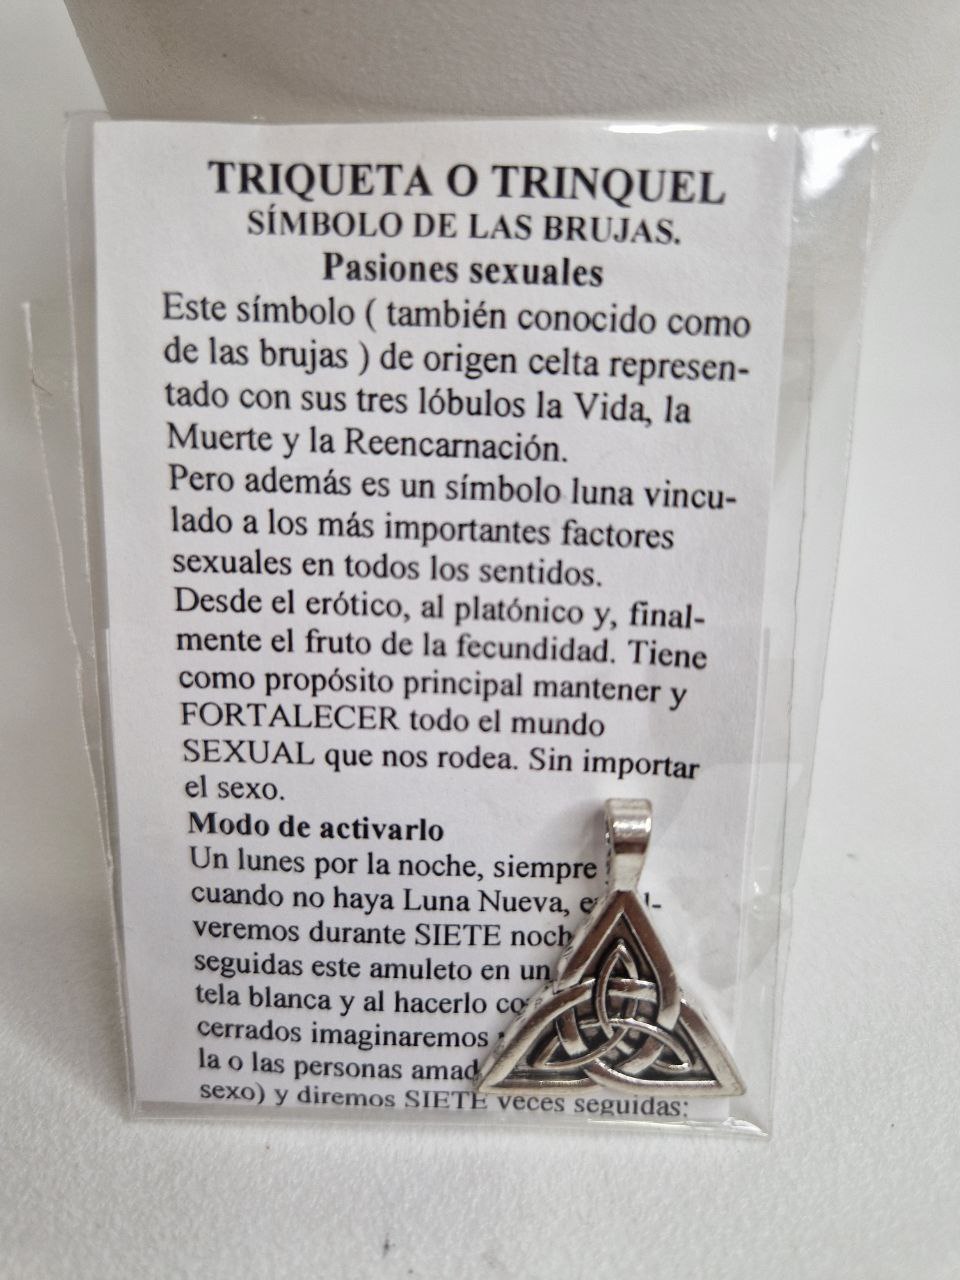 TRIQUETA O TRINQUEL
SÍMBOLO DE LAS BRUJAS.
Pasiones sexuales
Este símbolo ( también conocido como
de las brujas ) de origen celta represen-
tado con sus tres lóbulos la Vida, la
Muerte y la Reencarnación.
Pero además es un símbolo luna vincu-
lado a los más importantes factores
sexuales en todos los sentidos.
Desde el erótico, al platónico y, final-
mente el fruto de la fecundidad. Tiene
como propósito principal mantener y
FORTALECER todo el mundo
SEXUAL que nos rodea. Sin importar
el sexo.
Modo de activarlo
Un lunes por la noche, siempre
cuando no haya Luna Nueva,
veremos durante SIETE
seguidas este amuleto en un
tela blanca y al hacerlo
cerrados imaginaremos
la o las personas
sexo) y diremos SIETE veces seguidas: